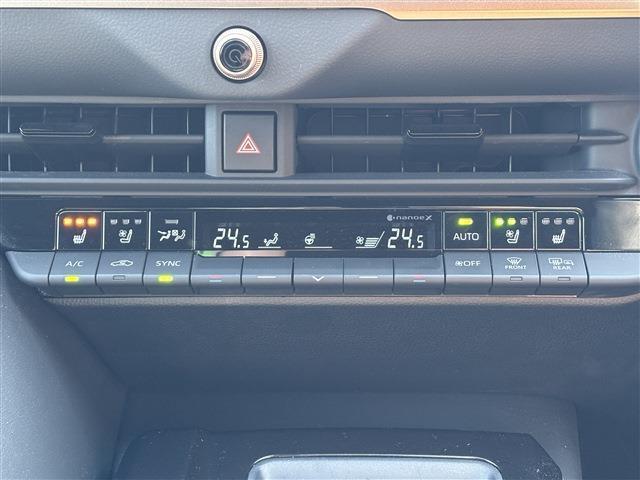 nanoe X
24.5
24.5
AUTO
A/C
SYNC
OFF
FRONT
REAR